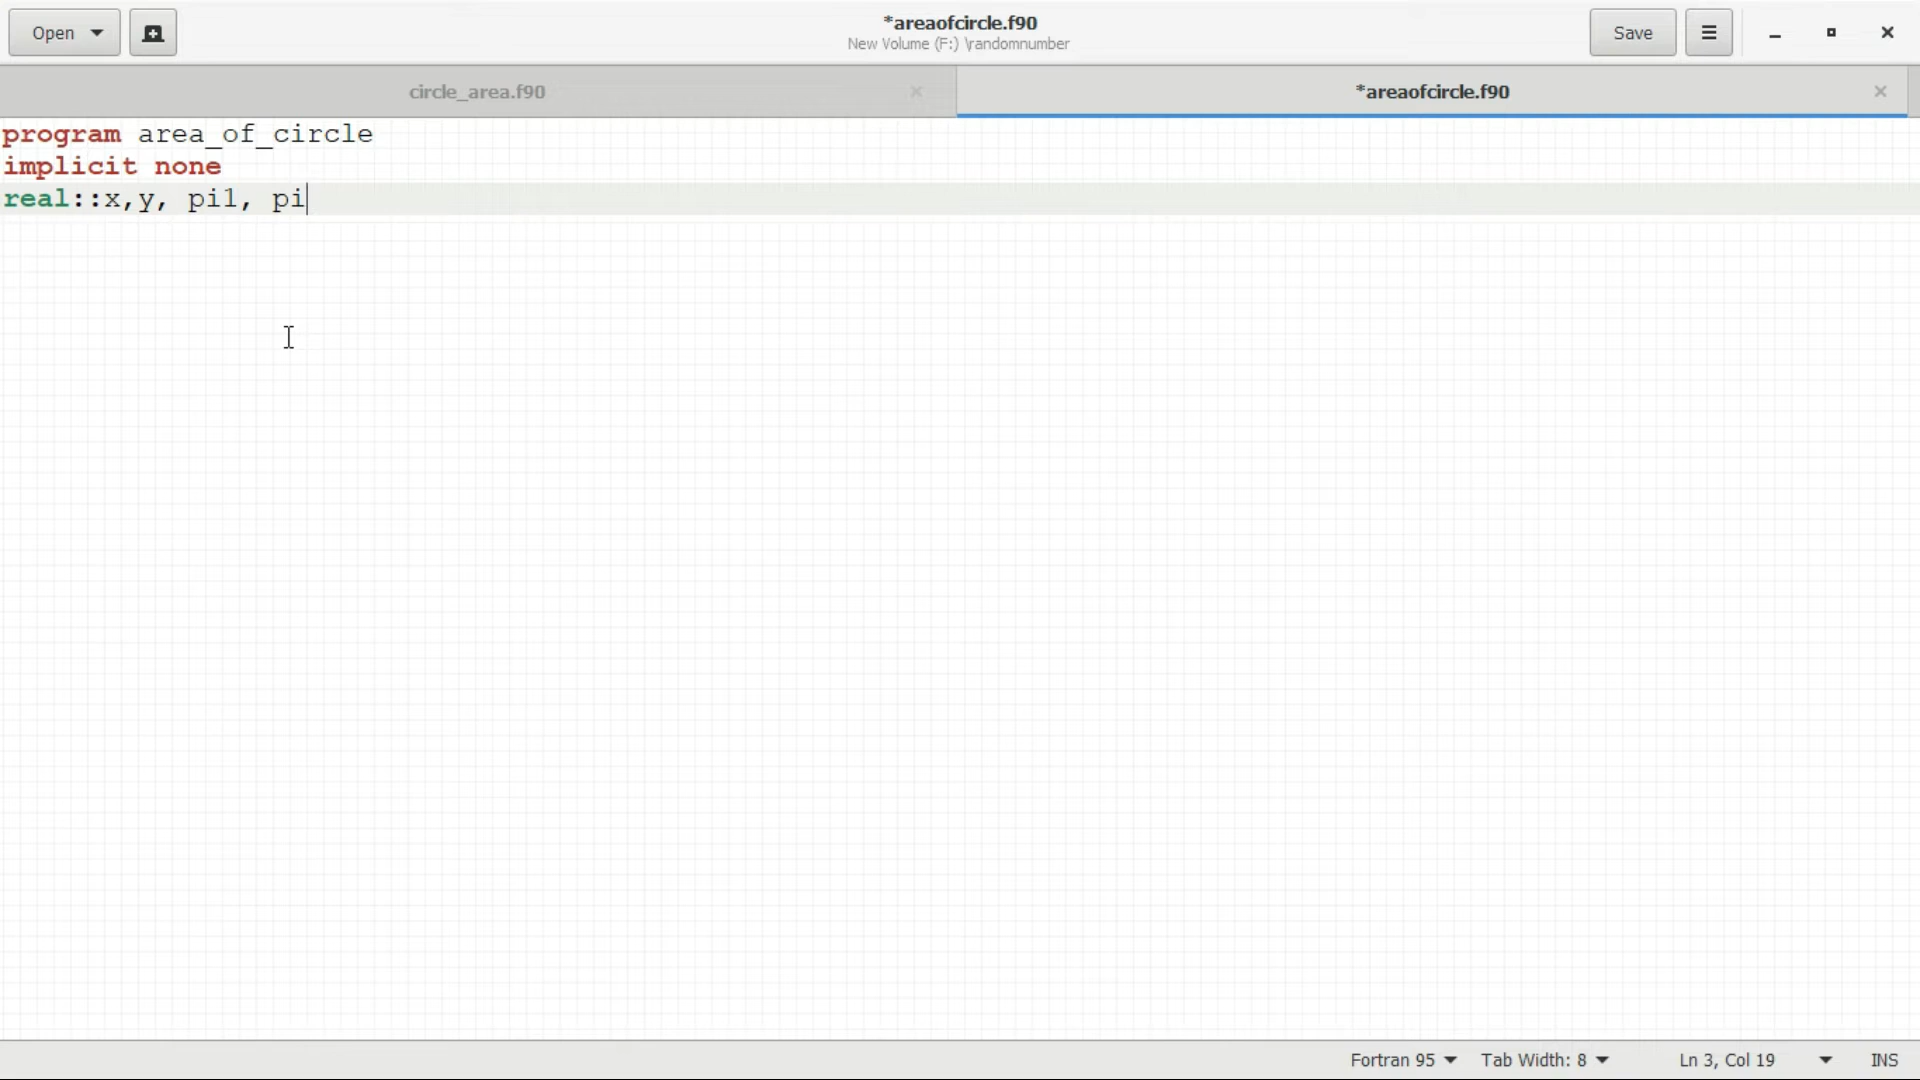 Open
*areaofcircle.f90
New Volume (F:) \randomnumber
Save
circle_area.f90
*areaofcircle.f90
program area_of_circle
implicit none
real::x,y, pi1, pi
Fortran 95
Tab Width: 8
Ln 3, Col 19
INS